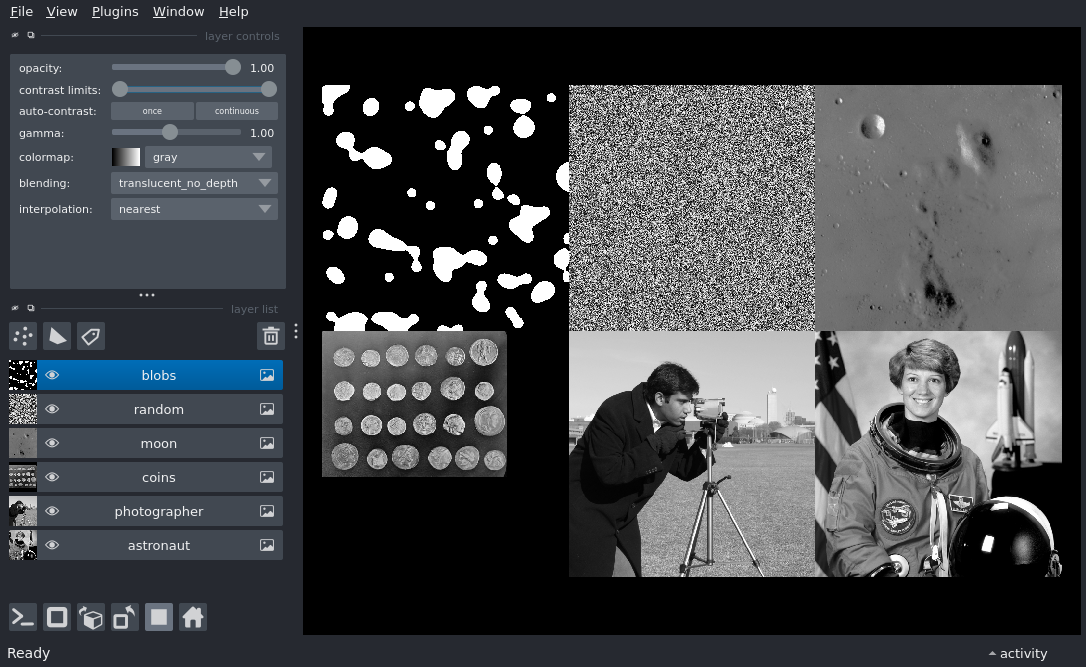 File View Plugins Window Help
layer controls
opacity: 1.00
contrast limits:
auto-contrast: once continuous
gamma: 1.00
colormap: gray
blending: translucent_no_depth
interpolation: nearest
layer list
blobs
random
moon
coins
photographer
astronaut
Ready activity